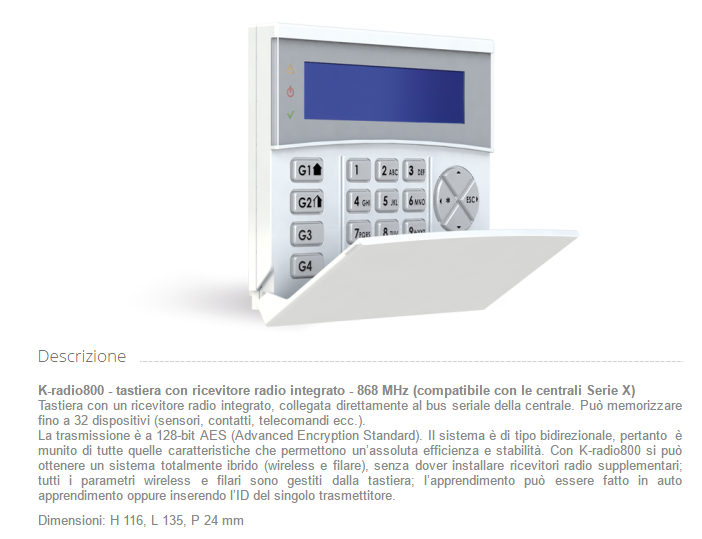 G1 1 2 ABC 3 DEF
G2 4 GHI 5 JKL 6 MNO ESC
G3 7 PQRS 8 9
G4
Descrizione
K-radio800 - tastiera con ricevitore radio integrato - 868 MHz (compatibile con le centrali Serie X)
Tastiera con un ricevitore radio integrato, collegata direttamente al bus seriale della centrale. Può memorizzare
fino a 32 dispositivi (sensori, contatti, telecomandi ecc.).
La trasmissione è a 128-bit AES (Advanced Encryption Standard). Il sistema è di tipo bidirezionale, pertanto è
munito di tutte quelle caratteristiche che permettono un'assoluta efficienza e stabilità. Con K-radio800 si può
ottenere un sistema totalmente ibrido (wireless e filare), senza dover installare ricevitori radio supplementari;
tutti i parametri wireless e filari sono gestiti dalla tastiera; l'apprendimento può essere fatto in auto
apprendimento oppure inserendo l'ID del singolo trasmettitore.
Dimensioni: H 116, L 135, P 24 mm